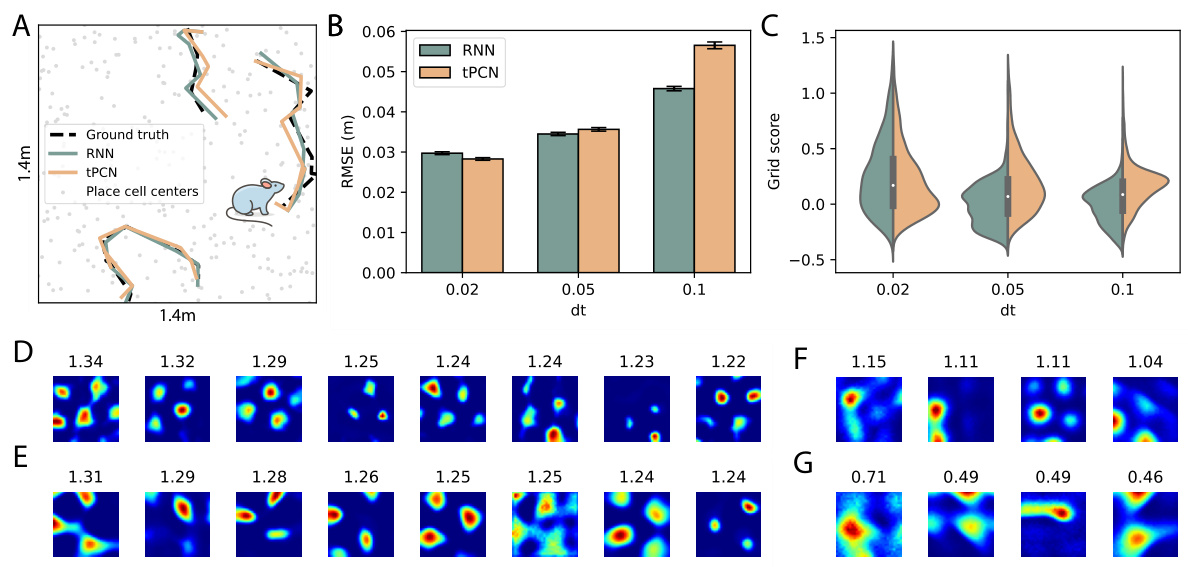 A
Ground truth
RNN
tPCN
Place cell centers
1.4m
1.4m
B
RNN
tPCN
0.06
0.05
0.04
0.03
0.02
0.01
0.00
RMSE (m)
0.02 0.05 0.1
dt
C
1.5
1.0
0.5
0.0
−0.5
Grid score
0.02 0.05 0.1
dt
D
1.34 1.32 1.29 1.25 1.24 1.24 1.23 1.22
E
1.31 1.29 1.28 1.26 1.25 1.25 1.24 1.24
F
1.15 1.11 1.11 1.04
G
0.71 0.49 0.49 0.46